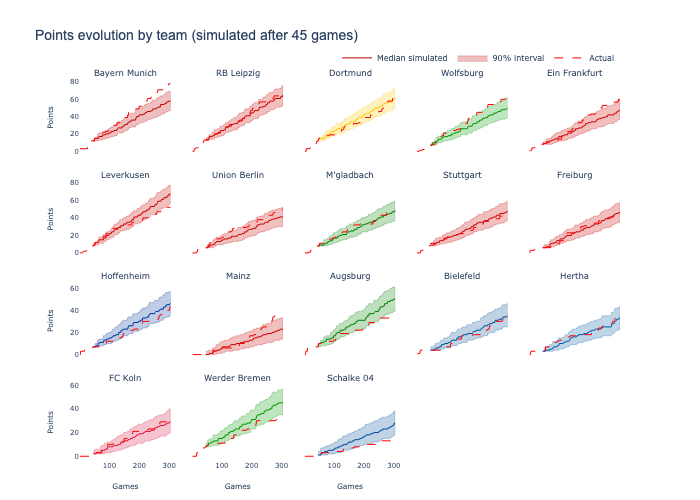 Points evolution by team (simulated after 45 games)
Median simulated 90% interval Actual
Bayern Munich RB Leipzig Dortmund Wolfsburg Ein Frankfurt
80
60
40
20
0
Points
Leverkusen Union Berlin M'gladbach Stuttgart Freiburg
80
60
40
20
0
Points
Hoffenheim Mainz Augsburg Bielefeld Hertha
60
40
20
0
Points
FC Koln Werder Bremen Schalke 04
60
40
20
0
Points
100 200 300 100 200 300 100 200 300
Games Games